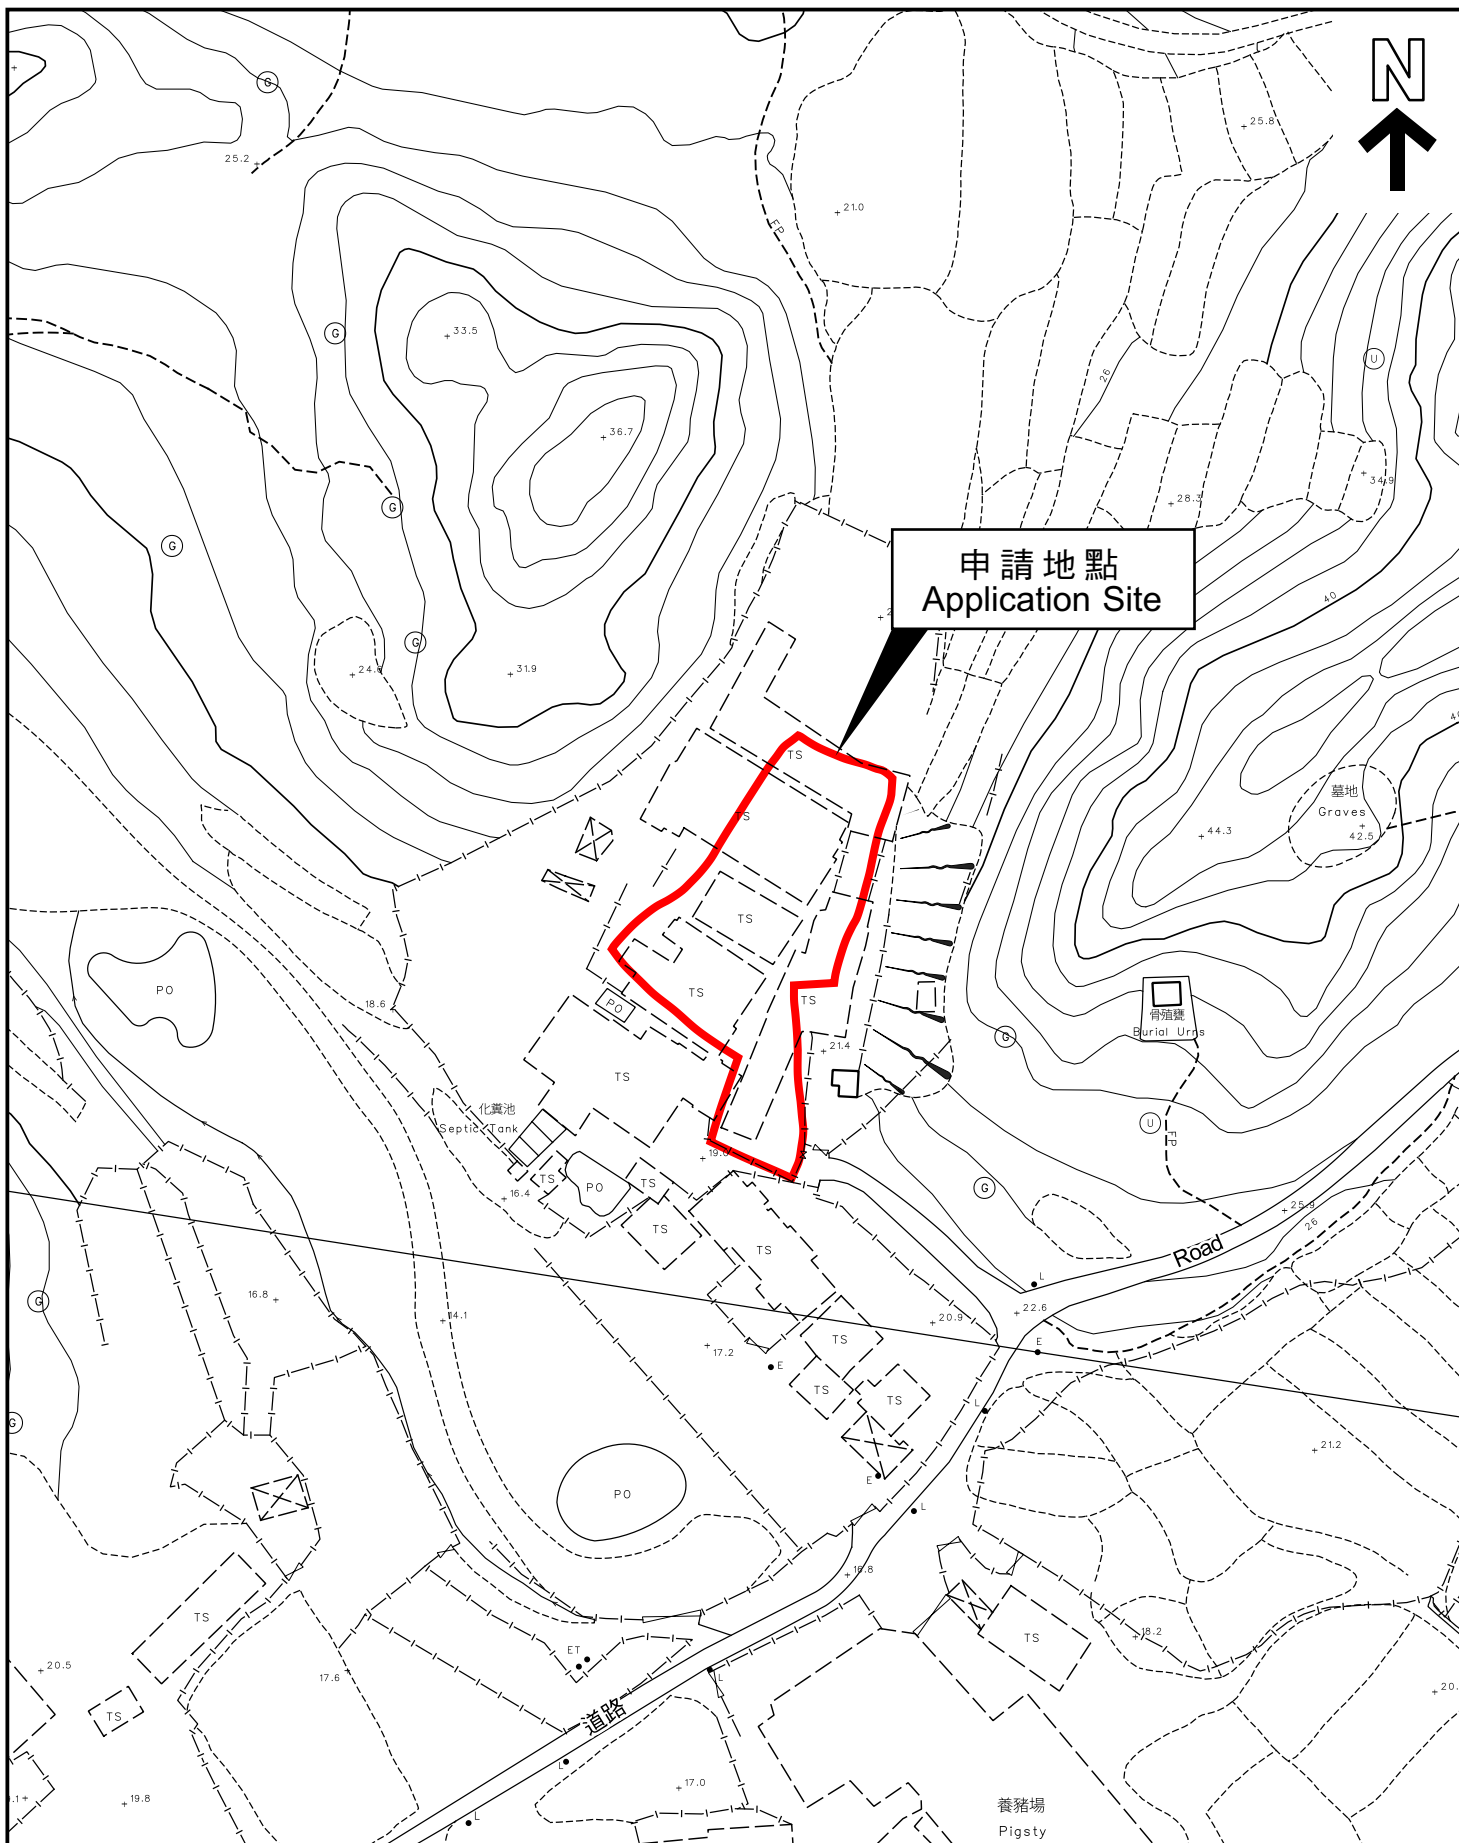 N
25.8
G
25.2
21.0
FP
33.5
G
U
26
36.7
34.9
28.3
G
G
申請地點
Application Site
40
G
24.6
31.9
40
TS
墓地
Graves
44.3
42.5
TS
TS
PO
TS
TS
18.6
PO
骨殖甕
Burial Urns
G
21.4
TS
化糞池
Septic Tank
U
FP
19.0
TS
PO
TS
G
16.4
TS
25.9
26
TS
Road
L
16.8
G
14.1
20.9
22.6
TS
E
17.2
E
TS
TS
L
G
21.2
E
PO
L
16.8
TS
TS
18.2
ET
20.5
17.6
L
20.
TS
道路
L
17.0
19.8
養豬場
L
Pigsty